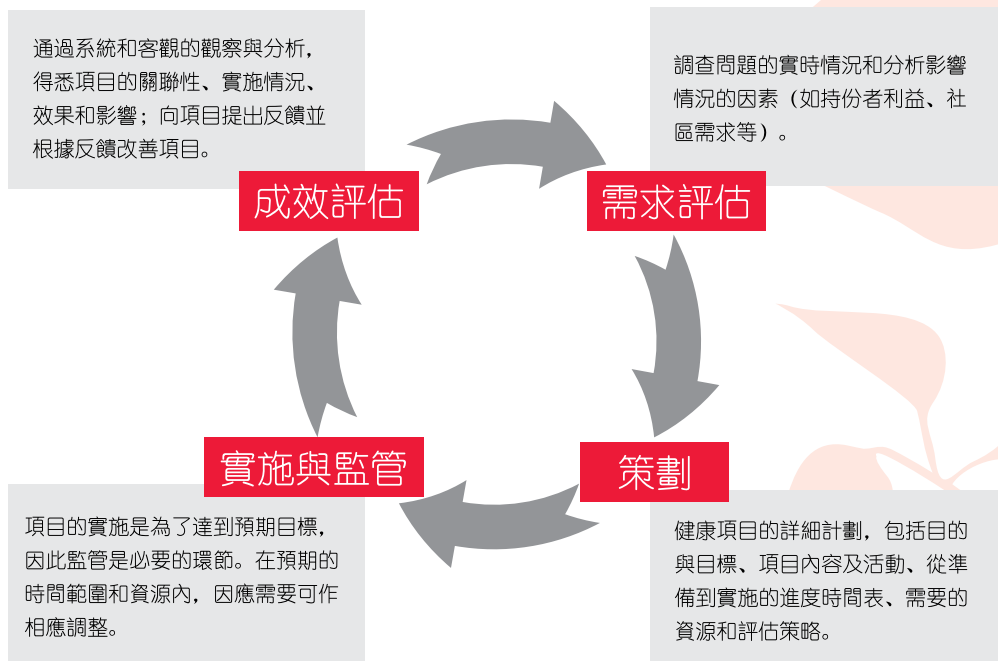 通過系統和客觀的觀察與分析，
得悉項目的關聯性、實施情況、
效果和影響；向項目提出反饋並
根據反饋改善項目。
成效評估
調查問題的實時情況和分析影響
情況的因素（如持份者利益、社
區需求等）。
需求評估
實施與監管
項目的實施是為了達到預期目標，
因此監管是必要的環節。在預期的
時間範圍和資源內，因應需要可作
相應調整。
策劃
健康項目的詳細計劃，包括目的
與目標、項目內容及活動、從準
備到實施的進度時間表、需要的
資源和評估策略。